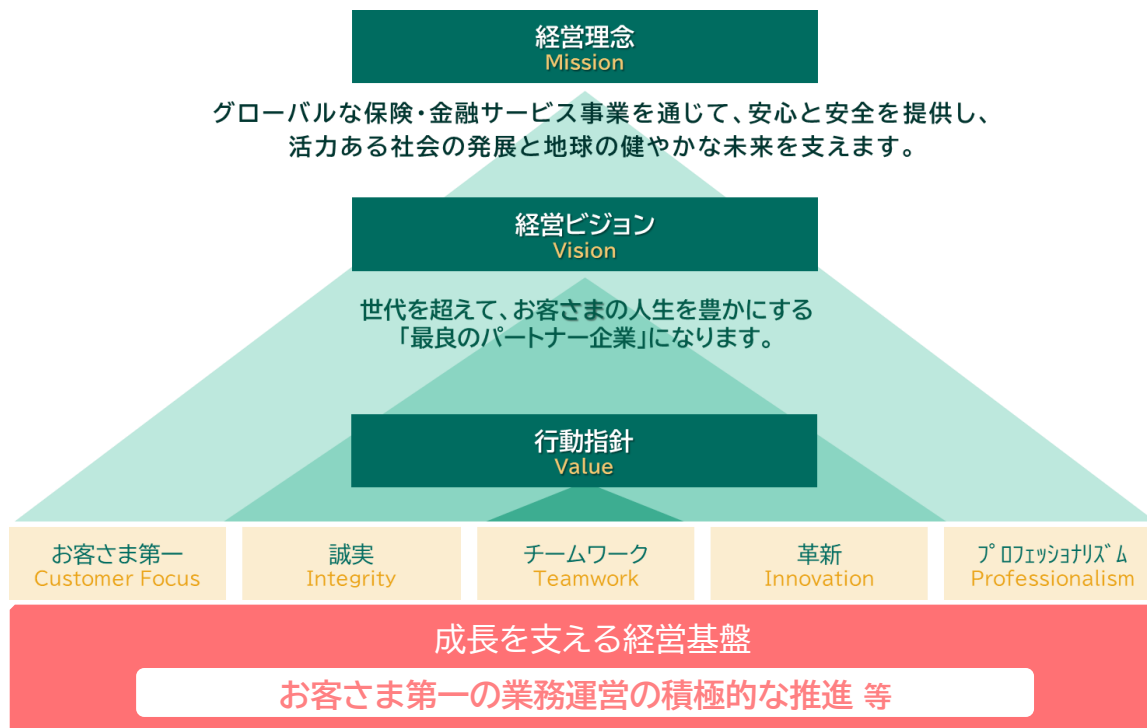 経営理念
Mission
グローバルな保険・金融サービス事業を通じて、安心と安全を提供し、
活力ある社会の発展と地球の健やかな未来を支えます。
経営ビジョン
Vision
世代を超えて、お客さまの人生を豊かにする
「最良のパートナー企業」になります。
行動指針
Value
お客さま第一
Customer Focus
誠実
Integrity
チームワーク
Teamwork
革新
Innovation
ﾌﾟﾛﾌｪｯｼｮﾅﾘｽﾞﾑ
Professionalism
成長を支える経営基盤
お客さま第一の業務運営の積極的な推進 等